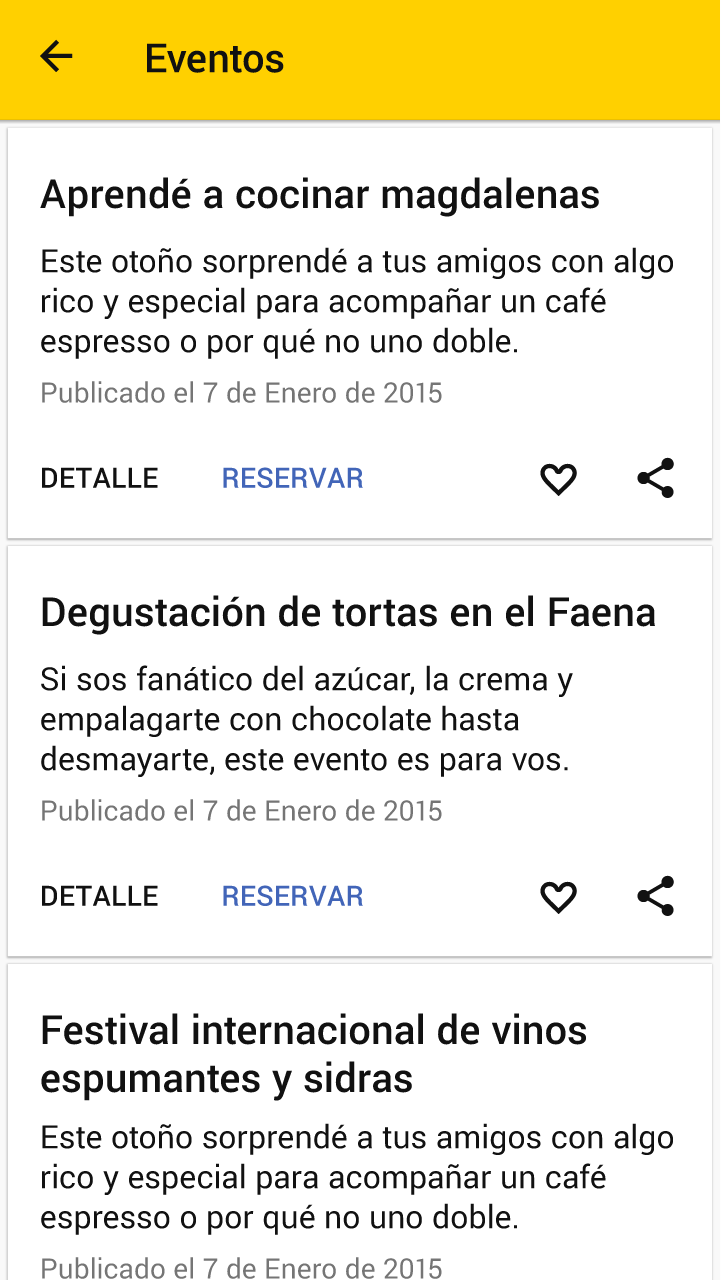 Eventos
Aprendé a cocinar magdalenas
Este otoño sorprendé a tus amigos con algo
rico y especial para acompañar un café
espresso o por qué no uno doble.
Publicado el 7 de Enero de 2015
DETALLE RESERVAR
Degustación de tortas en el Faena
Si sos fanático del azúcar, la crema y
empalagarte con chocolate hasta
desmayarte, este evento es para vos.
Publicado el 7 de Enero de 2015
DETALLE RESERVAR
Festival internacional de vinos
espumantes y sidras
Este otoño sorprendé a tus amigos con algo
rico y especial para acompañar un café
espresso o por qué no uno doble.
Publicado el 7 de Enero de 2015